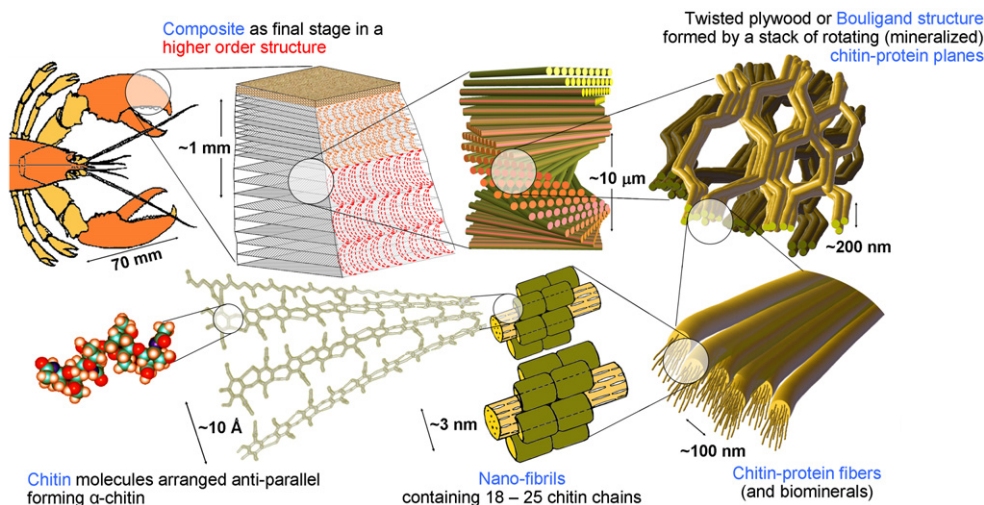 Composite as final stage in a
higher order structure
Twisted plywood or Bouligand structure
formed by a stack of rotating (mineralized)
chitin-protein planes
~1 mm
~10 μm
~200 nm
70 mm
~10 Å
~3 nm
~100 nm
Chitin molecules arranged anti-parallel
forming α-chitin
Nano-fibrils
containing 18 – 25 chitin chains
Chitin-protein fibers
(and biominerals)